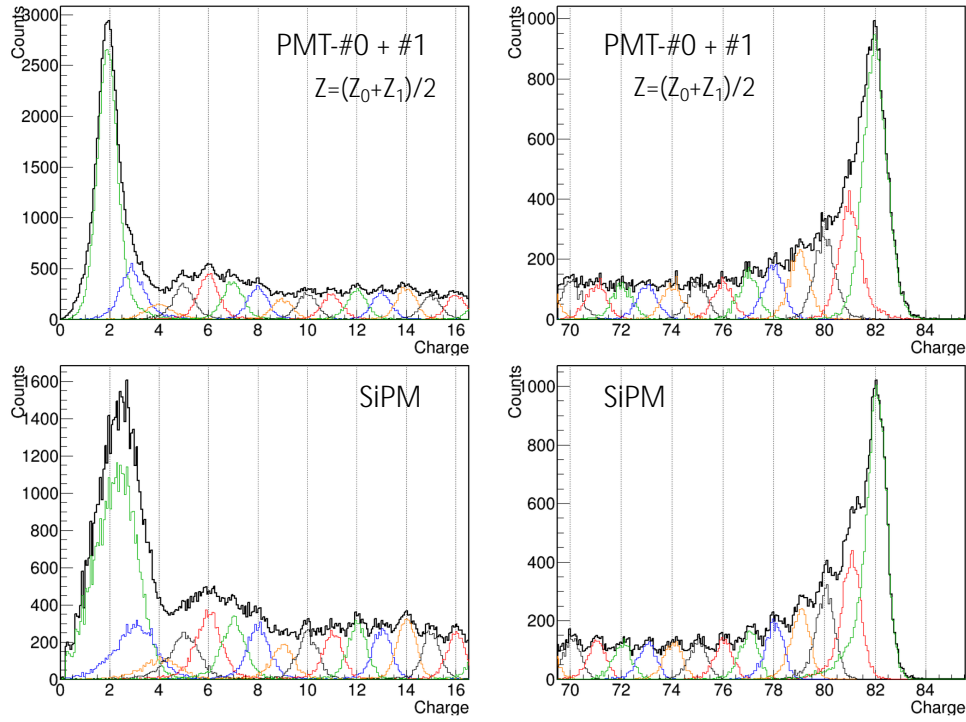 Counts
3000
2500
2000
1500
1000
500
0
PMT-#0 + #1
Z=(Z₀+Z₁)/2
0 2 4 6 8 10 12 14 16
Charge
Counts
1000
800
600
400
200
0
PMT-#0 + #1
Z=(Z₀+Z₁)/2
70 72 74 76 78 80 82 84
Charge
Counts
1600
1400
1200
1000
800
600
400
200
0
SiPM
0 2 4 6 8 10 12 14 16
Charge
Counts
1000
800
600
400
200
0
SiPM
70 72 74 76 78 80 82 84
Charge